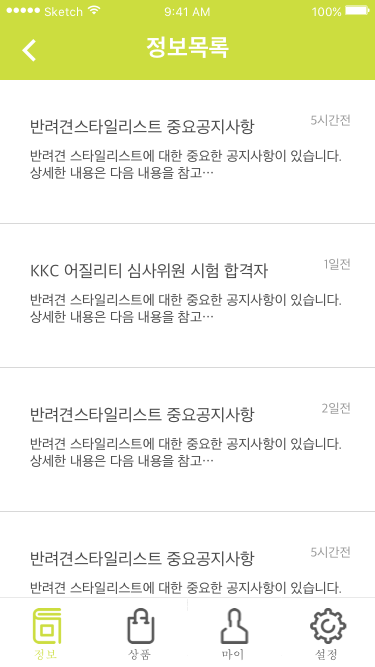 Sketch 9:41 AM 100%
정보목록
반려견스타일리스트 중요공지사항 5시간전
반려견 스타일리스트에 대한 중요한 공지사항이 있습니다.
상세한 내용은 다음 내용을 참고…
KKC 어질리티 심사위원 시험 합격자 1일전
반려견 스타일리스트에 대한 중요한 공지사항이 있습니다.
상세한 내용은 다음 내용을 참고…
반려견스타일리스트 중요공지사항 2일전
반려견 스타일리스트에 대한 중요한 공지사항이 있습니다.
상세한 내용은 다음 내용을 참고…
반려견스타일리스트 중요공지사항 5시간전
반려견 스타일리스트에 대한 중요한 공지사항이 있습니다.
정보 상품 마이 설정